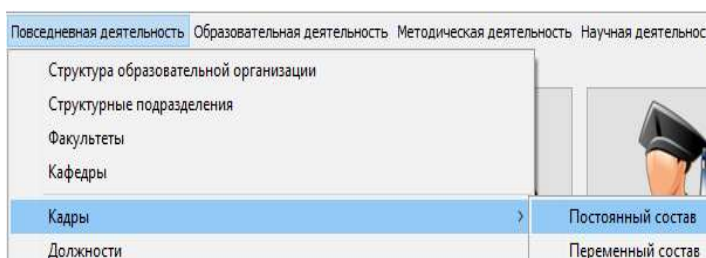 Повседневная деятельность Образовательная деятельность Методическая деятельность Научная деятельнос
Структура образовательной организации
Структурные подразделения
Факультеты
Кафедры
Кадры > Постоянный состав
Должности Переменный состав